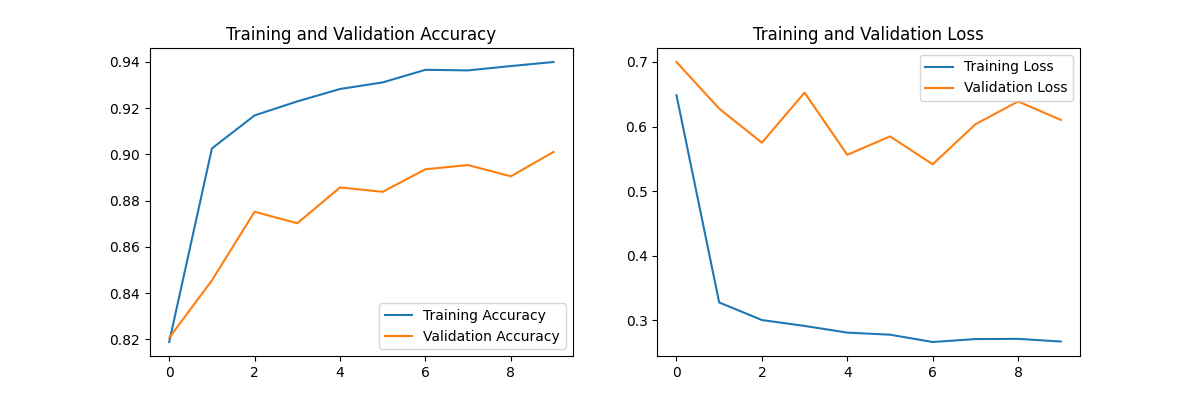 Training and Validation Accuracy
0.94
0.92
0.90
0.88
0.86
0.84
0.82
0 2 4 6 8
Training Accuracy
Validation Accuracy
Training and Validation Loss
0.7
0.6
0.5
0.4
0.3
0 2 4 6 8
Training Loss
Validation Loss